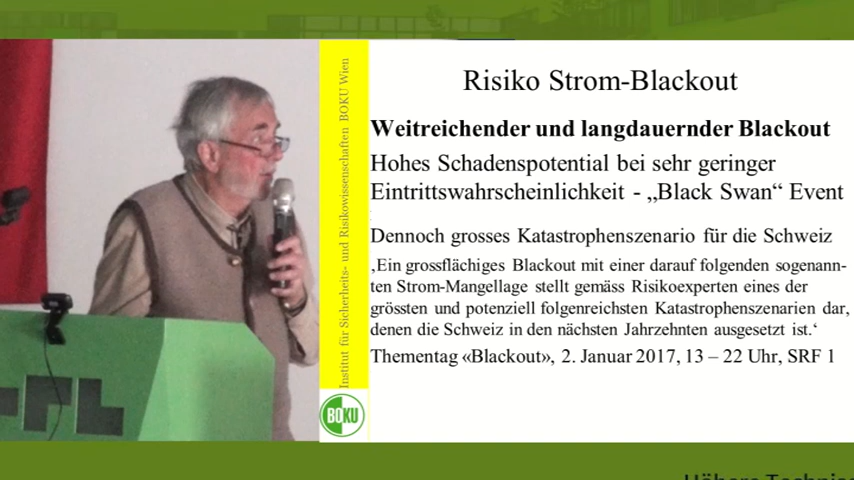 Risiko Strom-Blackout
Weitreichender und langdauernder Blackout
Hohes Schadenspotential bei sehr geringer
Eintrittswahrscheinlichkeit - „Black Swan“ Event
Dennoch grosses Katastrophenszenario für die Schweiz
‚Ein grossflächiges Blackout mit einer darauf folgenden sogenann-
ten Strom-Mangellage stellt gemäss Risikoexperten eines der
grössten und potenziell folgenreichsten Katastrophenszenarien dar,
denen die Schweiz in den nächsten Jahrzehnten ausgesetzt ist.‘
Thementag «Blackout», 2. Januar 2017, 13 – 22 Uhr, SRF 1
Institut für Sicherheits- und Risikowissenschaften BOKU Wien
BOKU